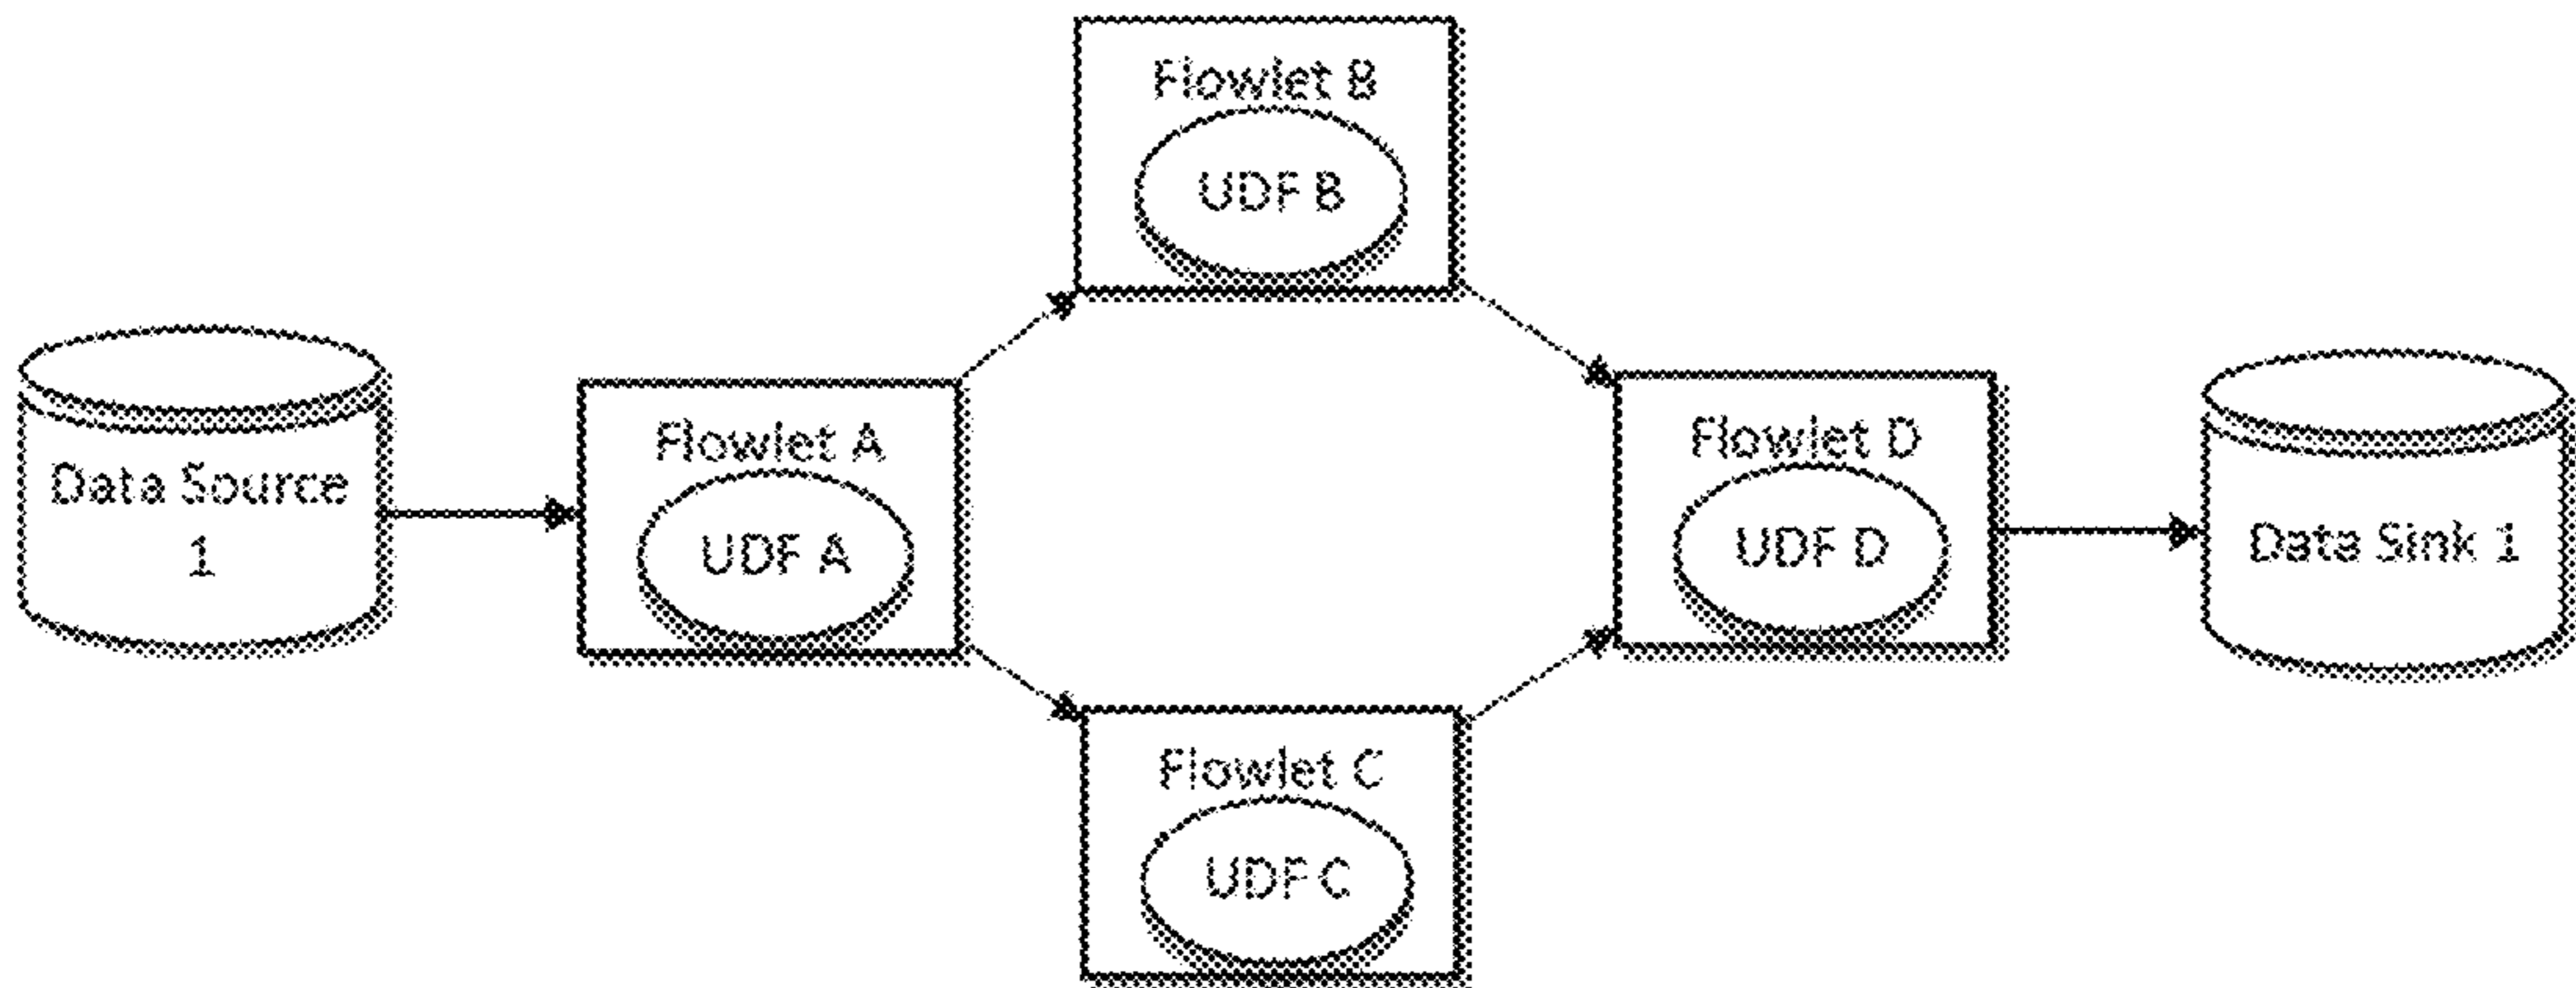 Flowlet B
UDF B
Data Source
1
Flowlet A
UDF A
Flowlet D
UDF D
Data Sink 1
Flowlet C
UDF C